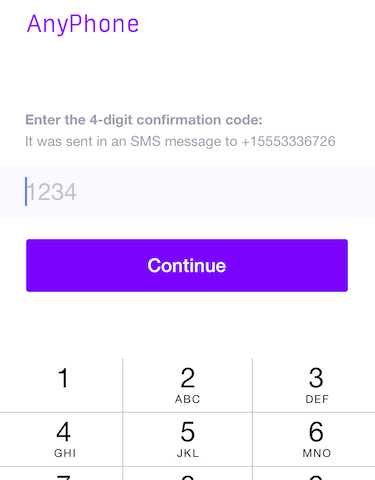 AnyPhone
Enter the 4-digit confirmation code:
It was sent in an SMS message to +15553336726
1234
Continue
1 2 3
ABC DEF
4 5 6
GHI JKL MNO